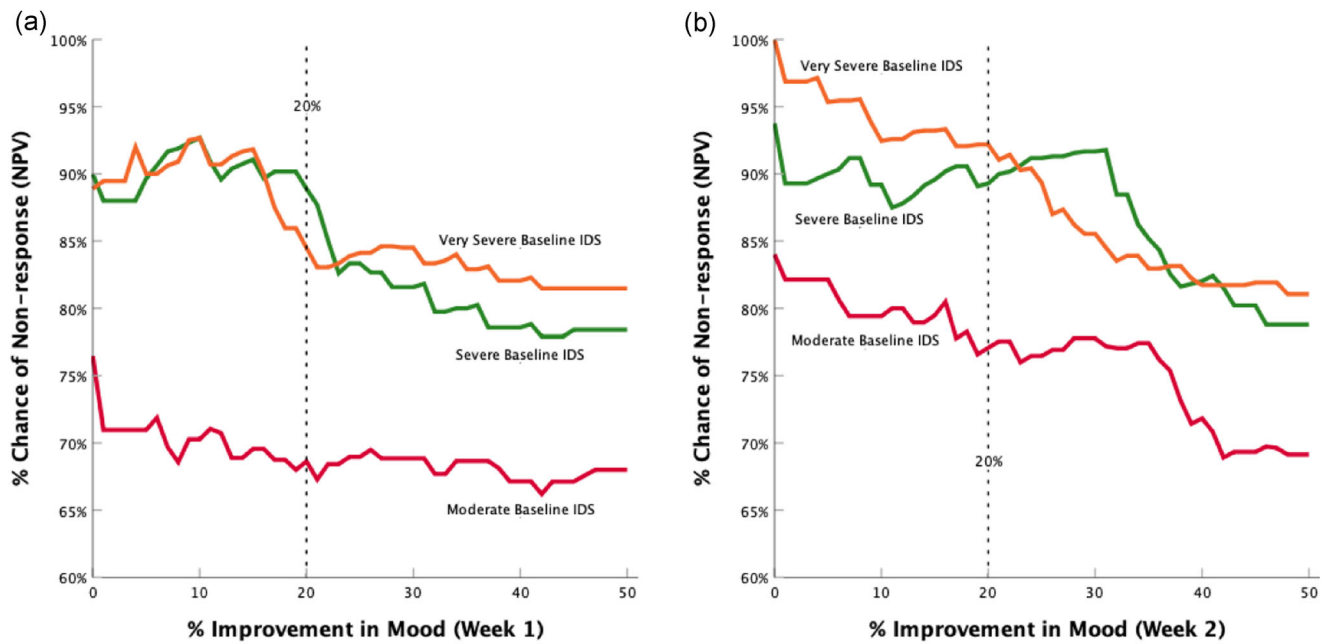 (a)
100%
95%
90%
85%
80%
75%
70%
65%
60%
% Chance of Non-response (NPV)
20%
Very Severe Baseline IDS
Severe Baseline IDS
Moderate Baseline IDS
0 10 20 30 40 50
% Improvement in Mood (Week 1)
(b)
100%
95%
90%
85%
80%
75%
70%
65%
60%
% Chance of Non-response (NPV)
Very Severe Baseline IDS
Severe Baseline IDS
Moderate Baseline IDS
20%
0 10 20 30 40 50
% Improvement in Mood (Week 2)